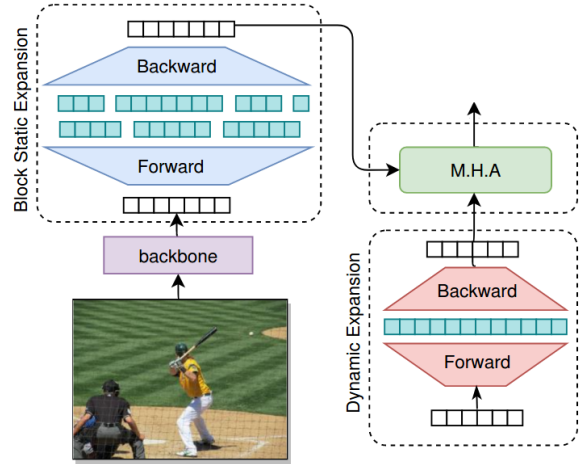 Block Static Expansion
Backward
Forward
backbone
M.H.A
Dynamic Expansion
Backward
Forward